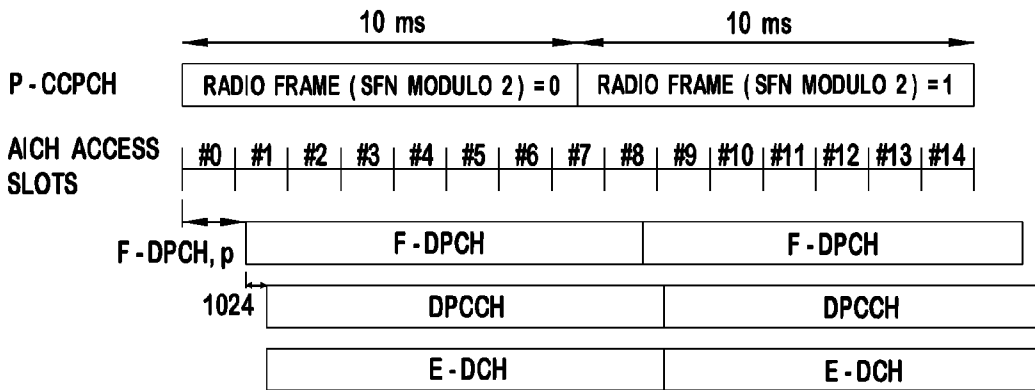 10 ms 10 ms
P-CCPCH RADIO FRAME (SFN MODULO 2) = 0 RADIO FRAME (SFN MODULO 2) = 1
AICH ACCESS SLOTS #0 #1 #2 #3 #4 #5 #6 #7 #8 #9 #10 #11 #12 #13 #14
F-DPCH, p F-DPCH F-DPCH
1024 DPCCH DPCCH
E-DCH E-DCH